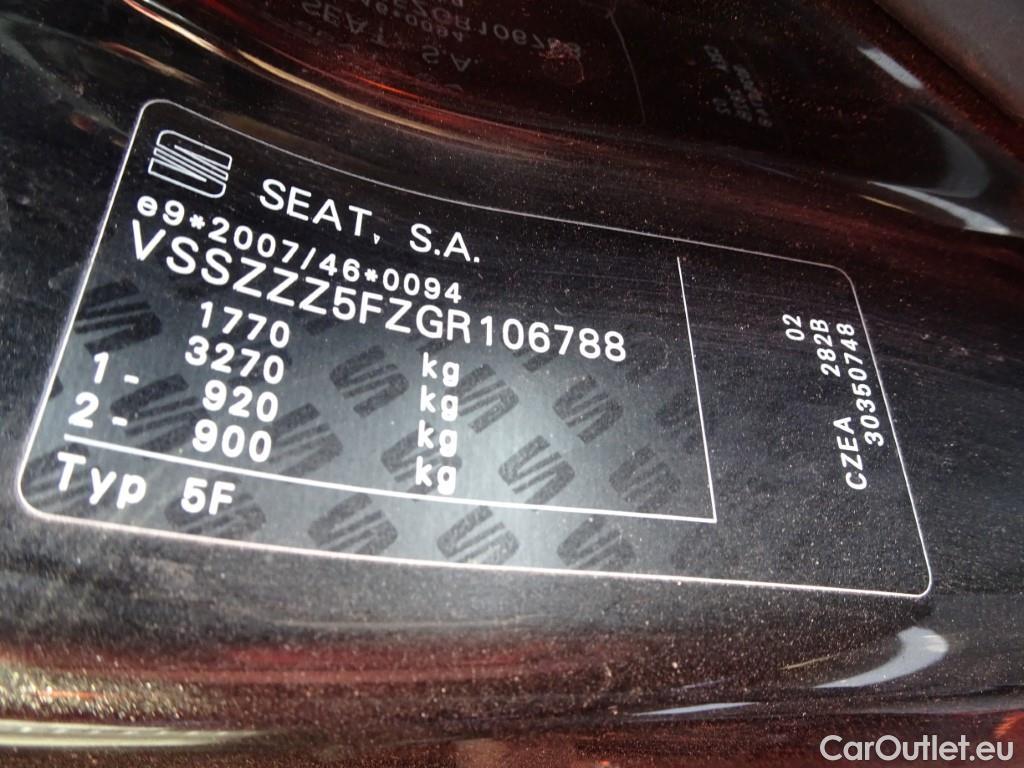 SEAT, S.A.
e9*2007/46*0094
VSSZZZ5FZGR106788
1770 kg
3270 kg
1- 920 kg
2- 900 kg
Typ 5F
02
CZEA 282B
30350748
CarOutlet.eu